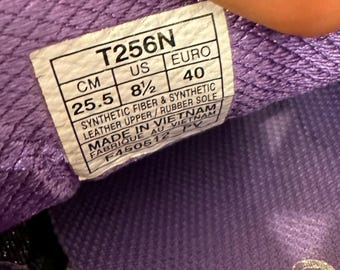 T256N
CM US EURO
25.5 8½ 40
SYNTHETIC FIBER & SYNTHETIC
LEATHER UPPER / RUBBER SOLE
MADE IN VIETNAM
FABRIQUE AU VIETNAM
F450512 FY